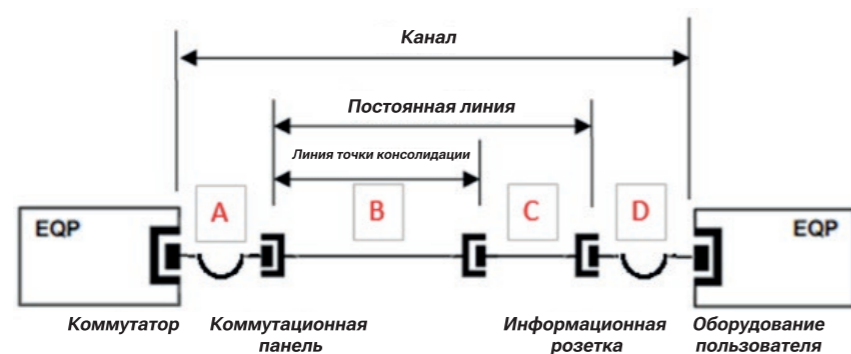 Канал
Постоянная линия
Линия точки консолидации
A
B
C
D
EQP
EQP
Коммутатор
Коммутационная
панель
Информационная
розетка
Оборудование
пользователя